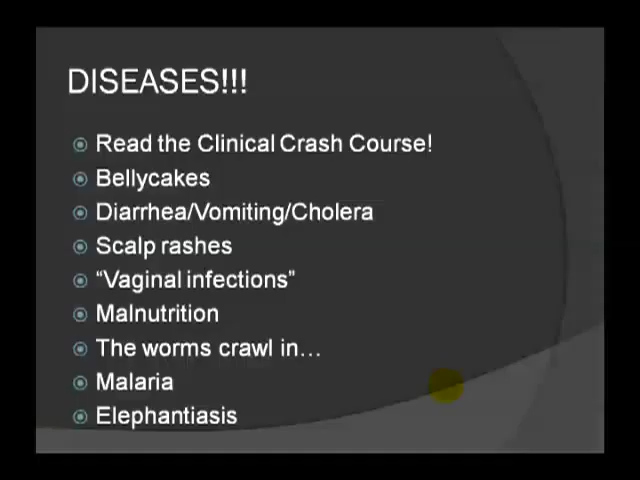 DISEASES!!!
Read the Clinical Crash Course!
Bellycakes
Diarrhea/Vomiting/Cholera
Scalp rashes
“Vaginal infections”
Malnutrition
The worms crawl in…
Malaria
Elephantiasis